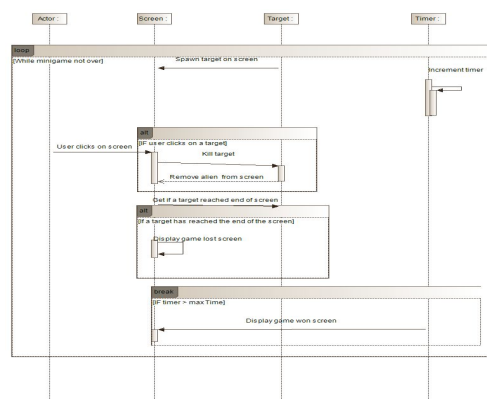 Actor :
Screen :
Target :
Timer :
loop
[While minigame not over]
Spawn target on screen
Increment timer
alt
[IF user clicks on a target]
User clicks on screen
Kill target
Remove alien from screen
Get if a target reached end of screen
alt
[If a target has reached the end of the screen]
Display game lost screen
break
[IF timer > max Time]
Display game won screen